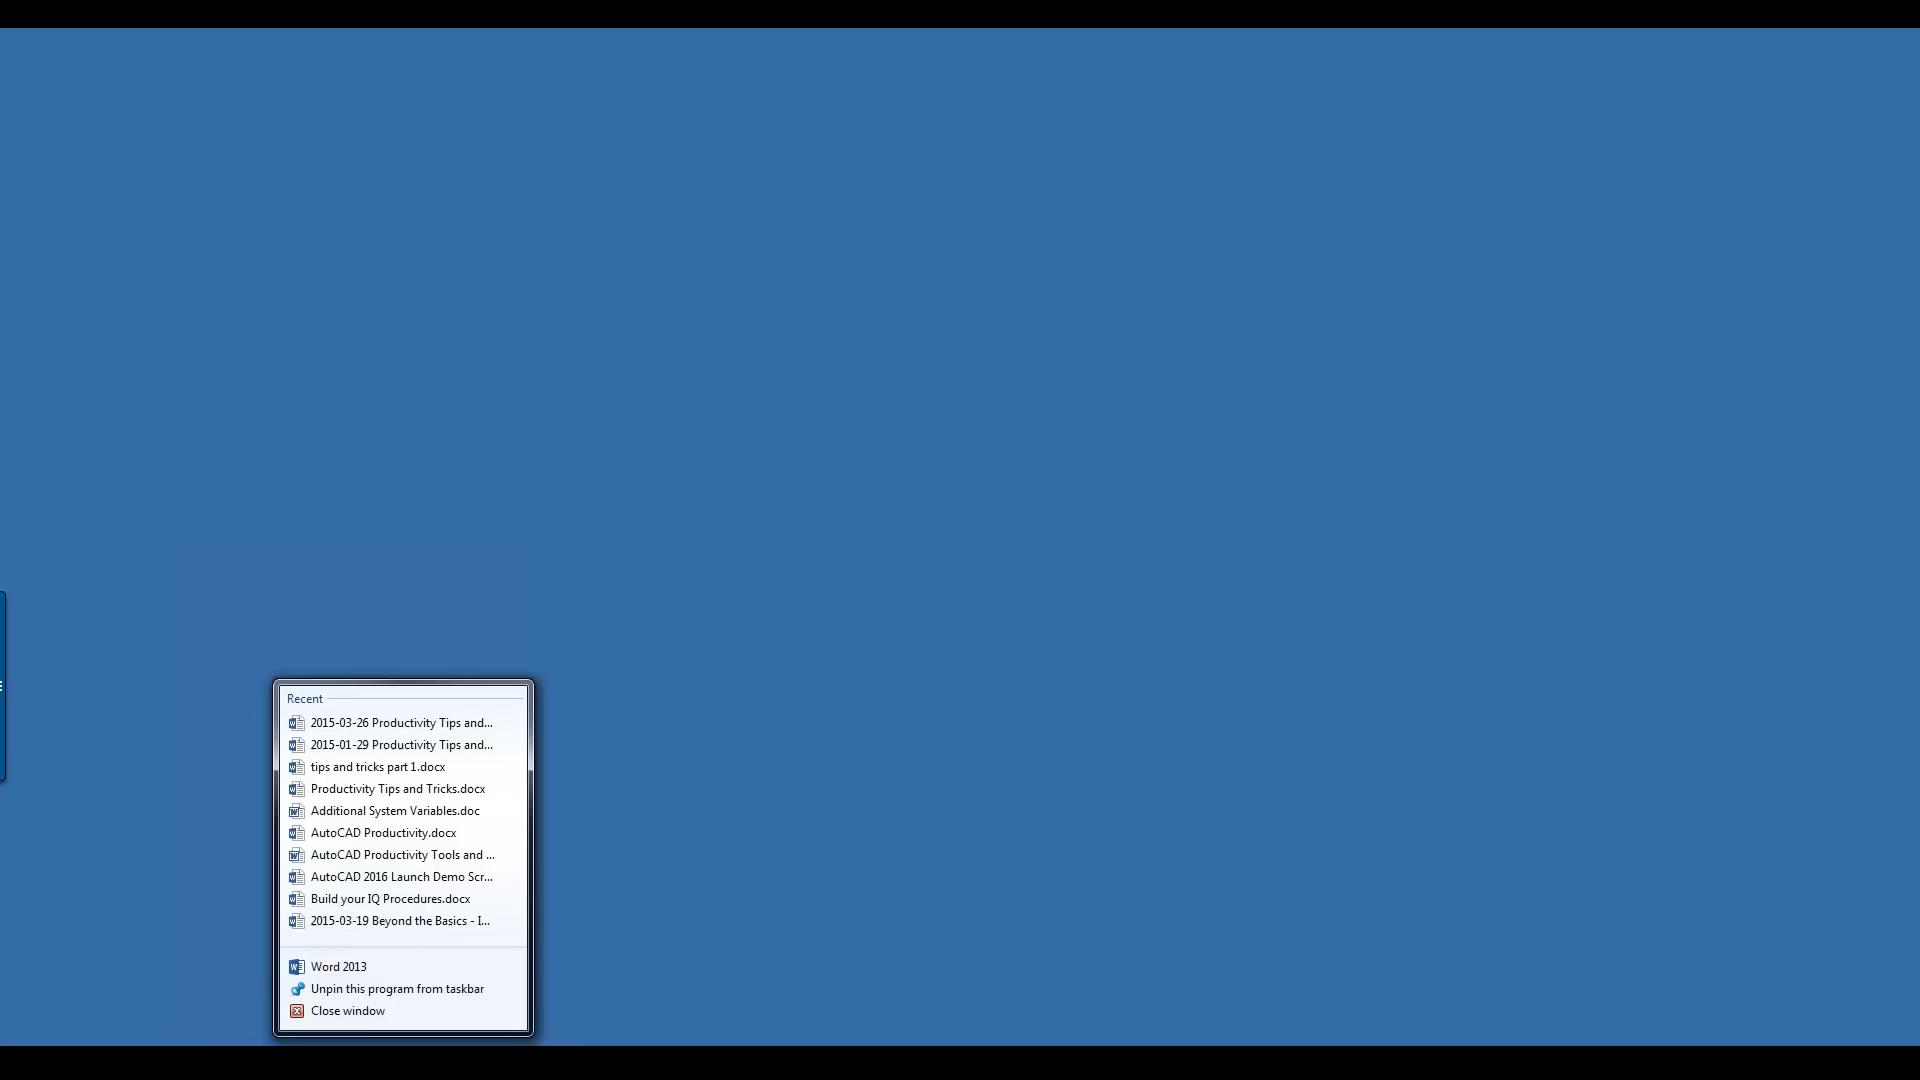 Recent
2015-03-26 Productivity Tips and...
2015-01-29 Productivity Tips and...
tips and tricks part 1.docx
Productivity Tips and Tricks.docx
Additional System Variables.doc
AutoCAD Productivity.docx
AutoCAD Productivity Tools and ...
AutoCAD 2016 Launch Demo Scr...
Build your IQ Procedures.docx
2015-03-19 Beyond the Basics - I...
Word 2013
Unpin this program from taskbar
Close window